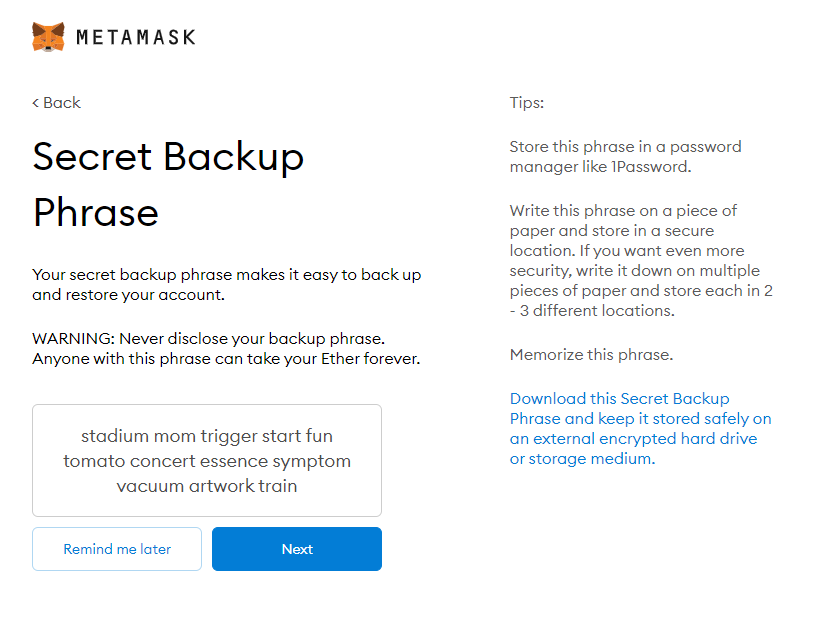 METAMASK
< Back
Secret Backup
Phrase
Your secret backup phrase makes it easy to back up
and restore your account.
WARNING: Never disclose your backup phrase.
Anyone with this phrase can take your Ether forever.
stadium mom trigger start fun
tomato concert essence symptom
vacuum artwork train
Remind me later
Next
Tips:
Store this phrase in a password
manager like 1Password.
Write this phrase on a piece of
paper and store in a secure
location. If you want even more
security, write it down on multiple
pieces of paper and store each in 2
- 3 different locations.
Memorize this phrase.
Download this Secret Backup
Phrase and keep it stored safely on
an external encrypted hard drive
or storage medium.